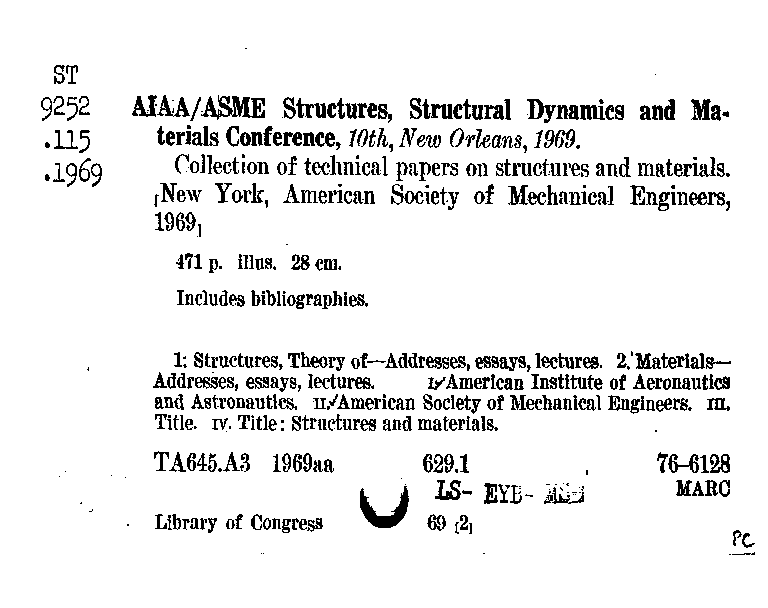 ST
9252
.115
.1969
AIAA/ASME Structures, Structural Dynamics and Ma-
terials Conference, 10th, New Orleans, 1969.
Collection of technical papers on structures and materials.
[New York, American Society of Mechanical Engineers,
1969]
471 p. illus. 28 cm.
Includes bibliographies.
1. Structures, Theory of—Addresses, essays, lectures. 2. Materials—
Addresses, essays, lectures. I. American Institute of Aeronautics
and Astronautics. II. American Society of Mechanical Engineers. III.
Title. IV. Title: Structures and materials.
TA645.A3 1969aa 629.1 76–6128
LS- MARC
Library of Congress 69 [2]
PC